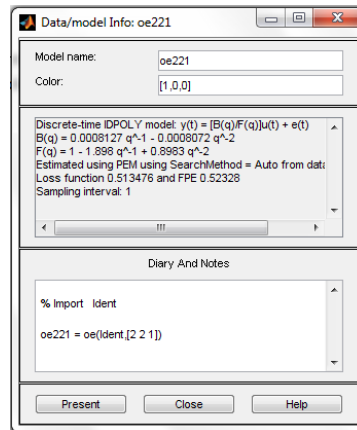 Data/model Info: oe221
Model name:
oe221
Color:
[1,0,0]
Discrete-time IDPOLY model: y(t) = [B(q)/F(q)]u(t) + e(t)
B(q) = 0.0008127 q^-1 - 0.0008072 q^-2
F(q) = 1 - 1.898 q^-1 + 0.8983 q^-2
Estimated using PEM using SearchMethod = Auto from data
Loss function 0.513476 and FPE 0.52328
Sampling interval: 1
Diary And Notes
% Import Ident
oe221 = oe(Ident,[2 2 1])
Present Close Help